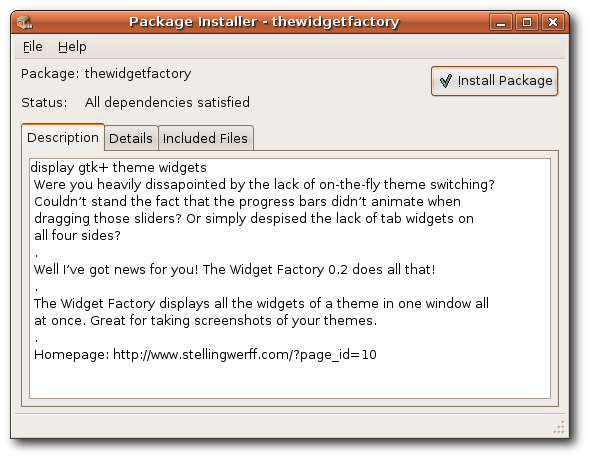 Package Installer - thewidgetfactory
File Help
Package: thewidgetfactory
Install Package
Status: All dependencies satisfied
Description Details Included Files
display gtk+ theme widgets
Were you heavily dissapointed by the lack of on-the-fly theme switching?
Couldn't stand the fact that the progress bars didn't animate when
dragging those sliders? Or simply despised the lack of tab widgets on
all four sides?
.
Well I've got news for you! The Widget Factory 0.2 does all that!
.
The Widget Factory displays all the widgets of a theme in one window all
at once. Great for taking screenshots of your themes.
.
Homepage: http://www.stellingwerff.com/?page_id=10